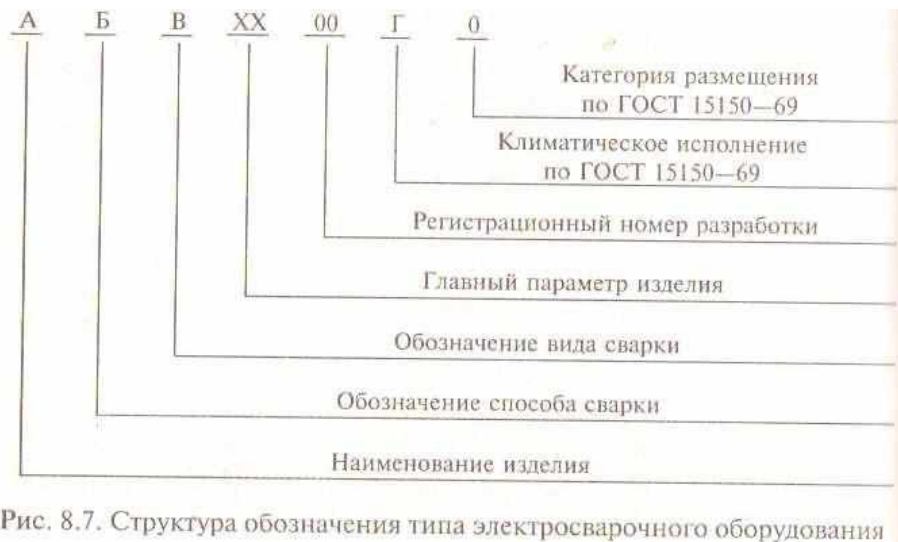 А Б В ХХ 00 Г 0
Категория размещения
по ГОСТ 15150—69
Климатическое исполнение
по ГОСТ 15150—69
Регистрационный номер разработки
Главный параметр изделия
Обозначение вида сварки
Обозначение способа сварки
Наименование изделия
Рис. 8.7. Структура обозначения типа электросварочного оборудования